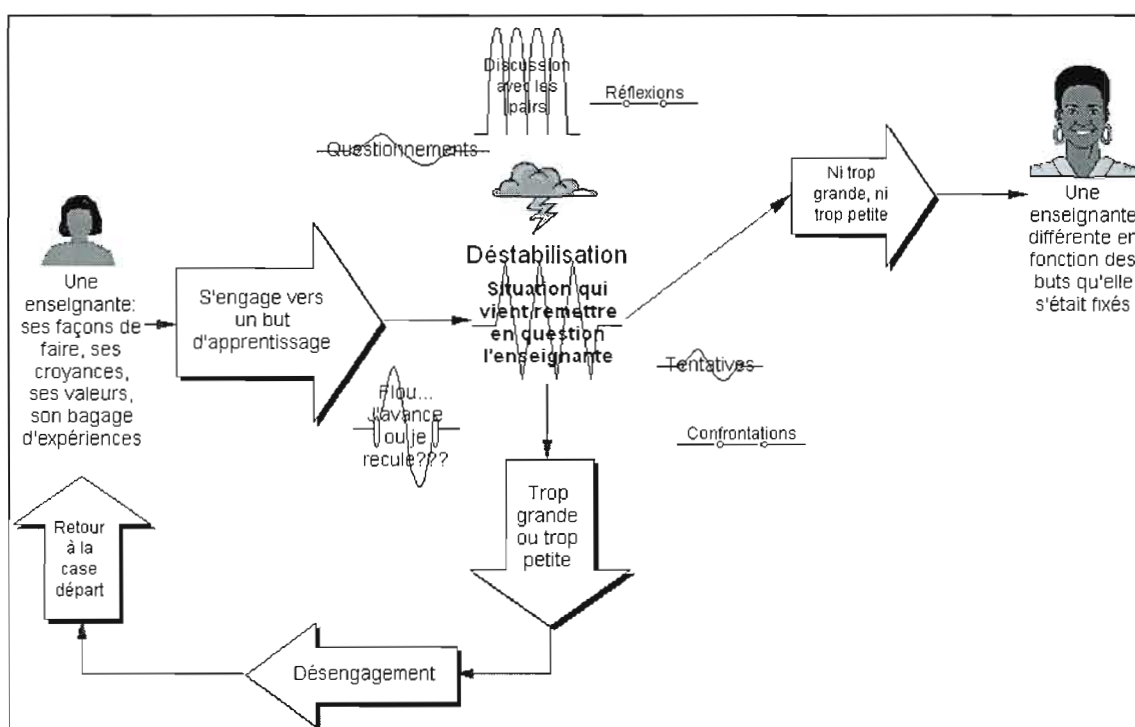 Discussion
avec les
pairs
Réflexions
Questionnements
Une
enseignante:
ses façons de
faire, ses
croyances,
ses valeurs,
son bagage
d'expériences
S'engage vers
un but
d'apprentissage
Déstabilisation
Situation qui
vient remettre
en question
l'enseignante
Flou...
J'avance
ou je
recule???
Ni trop
grande, ni
trop petite
Une
enseignante
différente en
fonction des
buts qu'elle
s'était fixés
Tentatives
Confrontations
Trop
grande
ou trop
petite
Désengagement
Retour
à la
case
départ